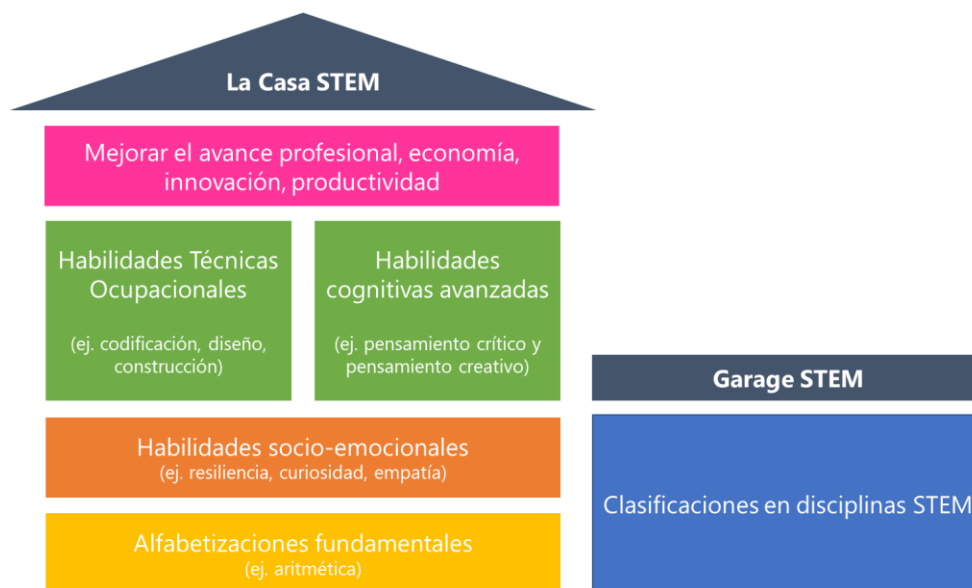 La Casa STEM
Mejorar el avance profesional, economía,
innovación, productividad
Habilidades Técnicas
Ocupacionales
(ej. codificación, diseño,
construcción)
Habilidades
cognitivas avanzadas
(ej. pensamiento crítico y
pensamiento creativo)
Habilidades socio-emocionales
(ej. resiliencia, curiosidad, empatía)
Alfabetizaciones fundamentales
(ej. aritmética)
Garage STEM
Clasificaciones en disciplinas STEM